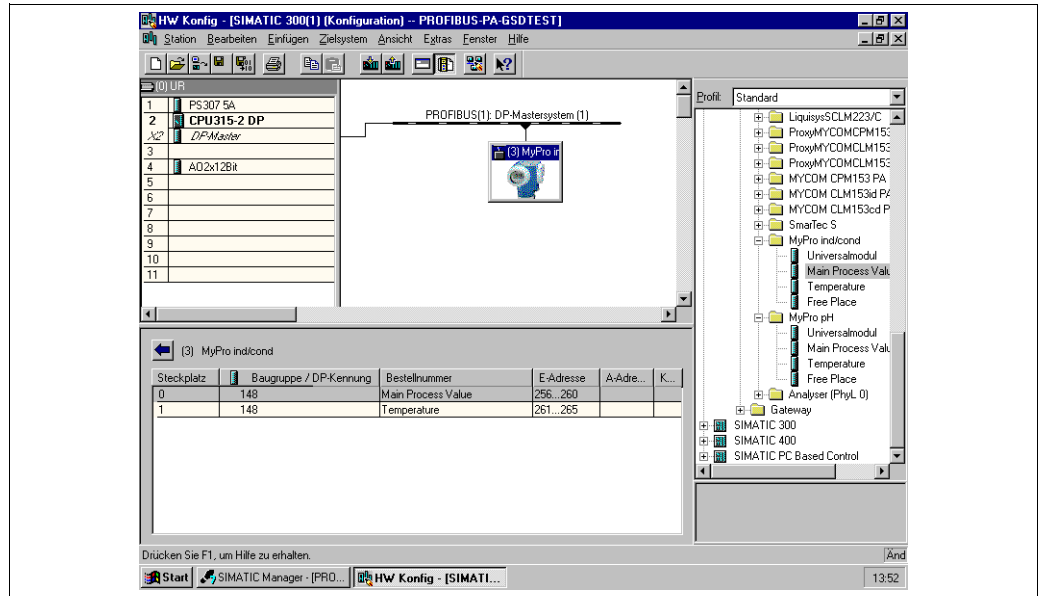 HW Konfig - [SIMATIC 300(1) (Konfiguration) -- PROFIBUS-PA-GSDTEST]
Station Bearbeiten Einfügen Zielsystem Ansicht Extras Fenster Hilfe
(0) UR
1 PS307 5A
2 CPU315-2 DP
X2 DP-Master
3
4 AO2x12Bit
5
6
7
8
9
10
11
PROFIBUS(1): DP-Mastersystem (1)
(3) MyPro in
Profil: Standard
LiquisysSCLM223/C
ProxyMYCOMCPM153
ProxyMYCOMCLM153
ProxyMYCOMCLM153
MYCOM CPM153 PA
MYCOM CLM153id PA
MYCOM CLM153cd P
SmarTec S
MyPro ind/cond
Universalmodul
Main Process Valu
Temperature
Free Place
MyPro pH
Universalmodul
Main Process Valu
Temperature
Free Place
Analyser (PhyL 0)
Gateway
SIMATIC 300
SIMATIC 400
SIMATIC PC Based Control
(3) MyPro ind/cond
Steckplatz Baugruppe / DP-Kennung Bestellnummer E-Adresse A-Adre... K...
0 148 Main Process Value 256...260
1 148 Temperature 261...265
Drücken Sie F1, um Hilfe zu erhalten. Änd
Start SIMATIC Manager - [PRO... HW Konfig - [SIMATI... 13:52